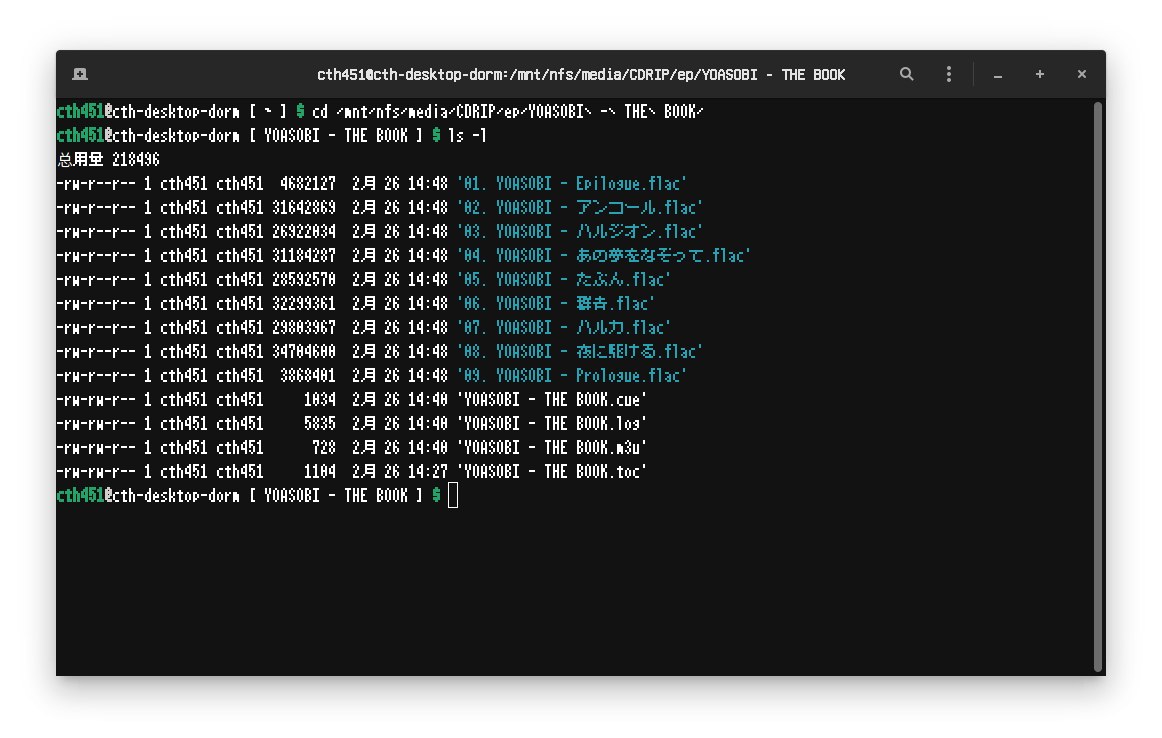 cth451@cth-desktop-dorm:/mnt/nfs/media/CDRIP/ep/YOASOBI - THE BOOK
cth451@cth-desktop-dorm [ ~ ] $ cd /mnt/nfs/media/CDRIP/ep/YOASOBI\ -\ THE\ BOOK/
cth451@cth-desktop-dorm [ YOASOBI - THE BOOK ] $ ls -l
总用量 218496
-rw-r--r-- 1 cth451 cth451  4682127  2月 26 14:48 '01. YOASOBI - Epilogue.flac'
-rw-r--r-- 1 cth451 cth451 31642869  2月 26 14:48 '02. YOASOBI - アンコール.flac'
-rw-r--r-- 1 cth451 cth451 26922034  2月 26 14:48 '03. YOASOBI - ハルジオン.flac'
-rw-r--r-- 1 cth451 cth451 31184287  2月 26 14:48 '04. YOASOBI - あの夢をなぞって.flac'
-rw-r--r-- 1 cth451 cth451 28592570  2月 26 14:48 '05. YOASOBI - たぶん.flac'
-rw-r--r-- 1 cth451 cth451 32299361  2月 26 14:48 '06. YOASOBI - 群青.flac'
-rw-r--r-- 1 cth451 cth451 29803967  2月 26 14:48 '07. YOASOBI - ハルカ.flac'
-rw-r--r-- 1 cth451 cth451 34704600  2月 26 14:48 '08. YOASOBI - 夜に駆ける.flac'
-rw-r--r-- 1 cth451 cth451  3868401  2月 26 14:48 '09. YOASOBI - Prologue.flac'
-rw-rw-r-- 1 cth451 cth451     1034  2月 26 14:40 'YOASOBI - THE BOOK.cue'
-rw-rw-r-- 1 cth451 cth451     5835  2月 26 14:40 'YOASOBI - THE BOOK.log'
-rw-rw-r-- 1 cth451 cth451      728  2月 26 14:40 'YOASOBI - THE BOOK.m3u'
-rw-rw-r-- 1 cth451 cth451     1104  2月 26 14:27 'YOASOBI - THE BOOK.toc'
cth451@cth-desktop-dorm [ YOASOBI - THE BOOK ] $